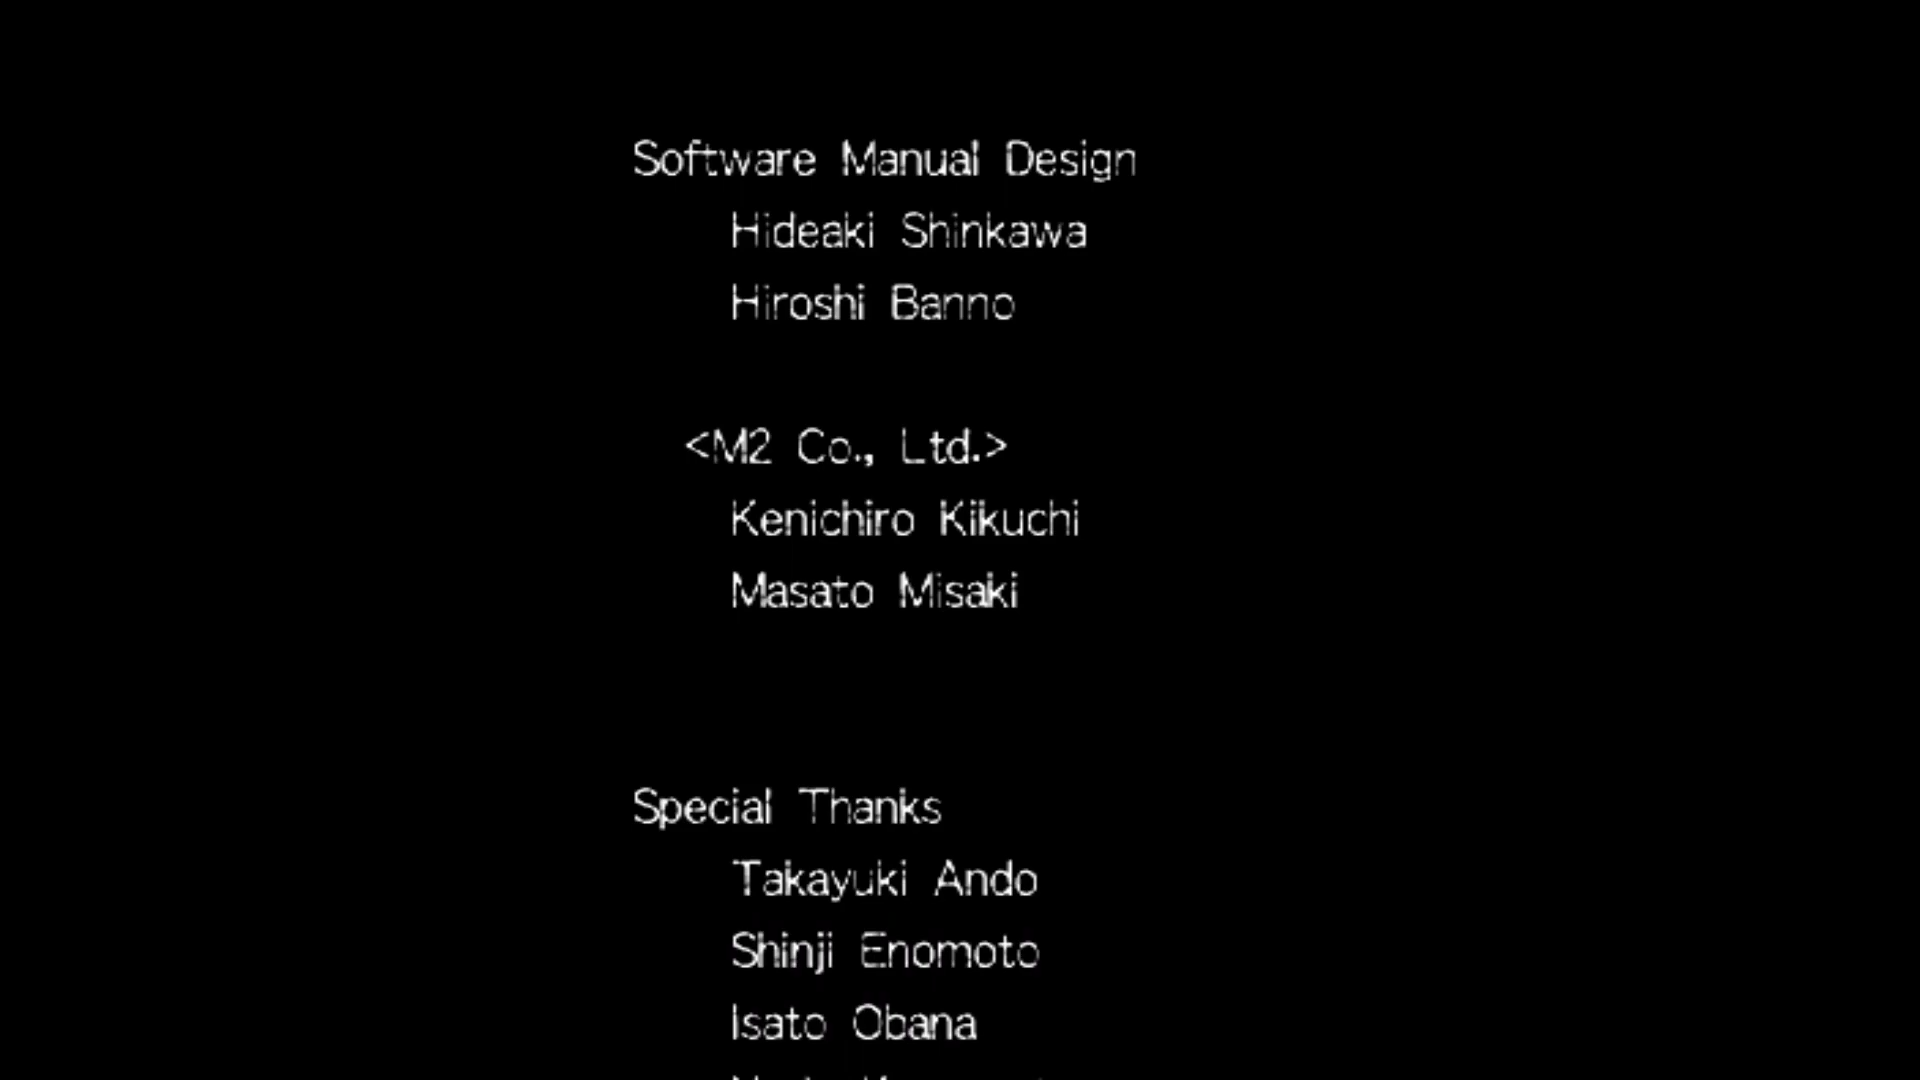 Software Manual Design
Hideaki Shinkawa
Hiroshi Banno
<M2 Co., Ltd.>
Kenichiro Kikuchi
Masato Misaki
Special Thanks
Takayuki Ando
Shinji Enomoto
Isato Obana